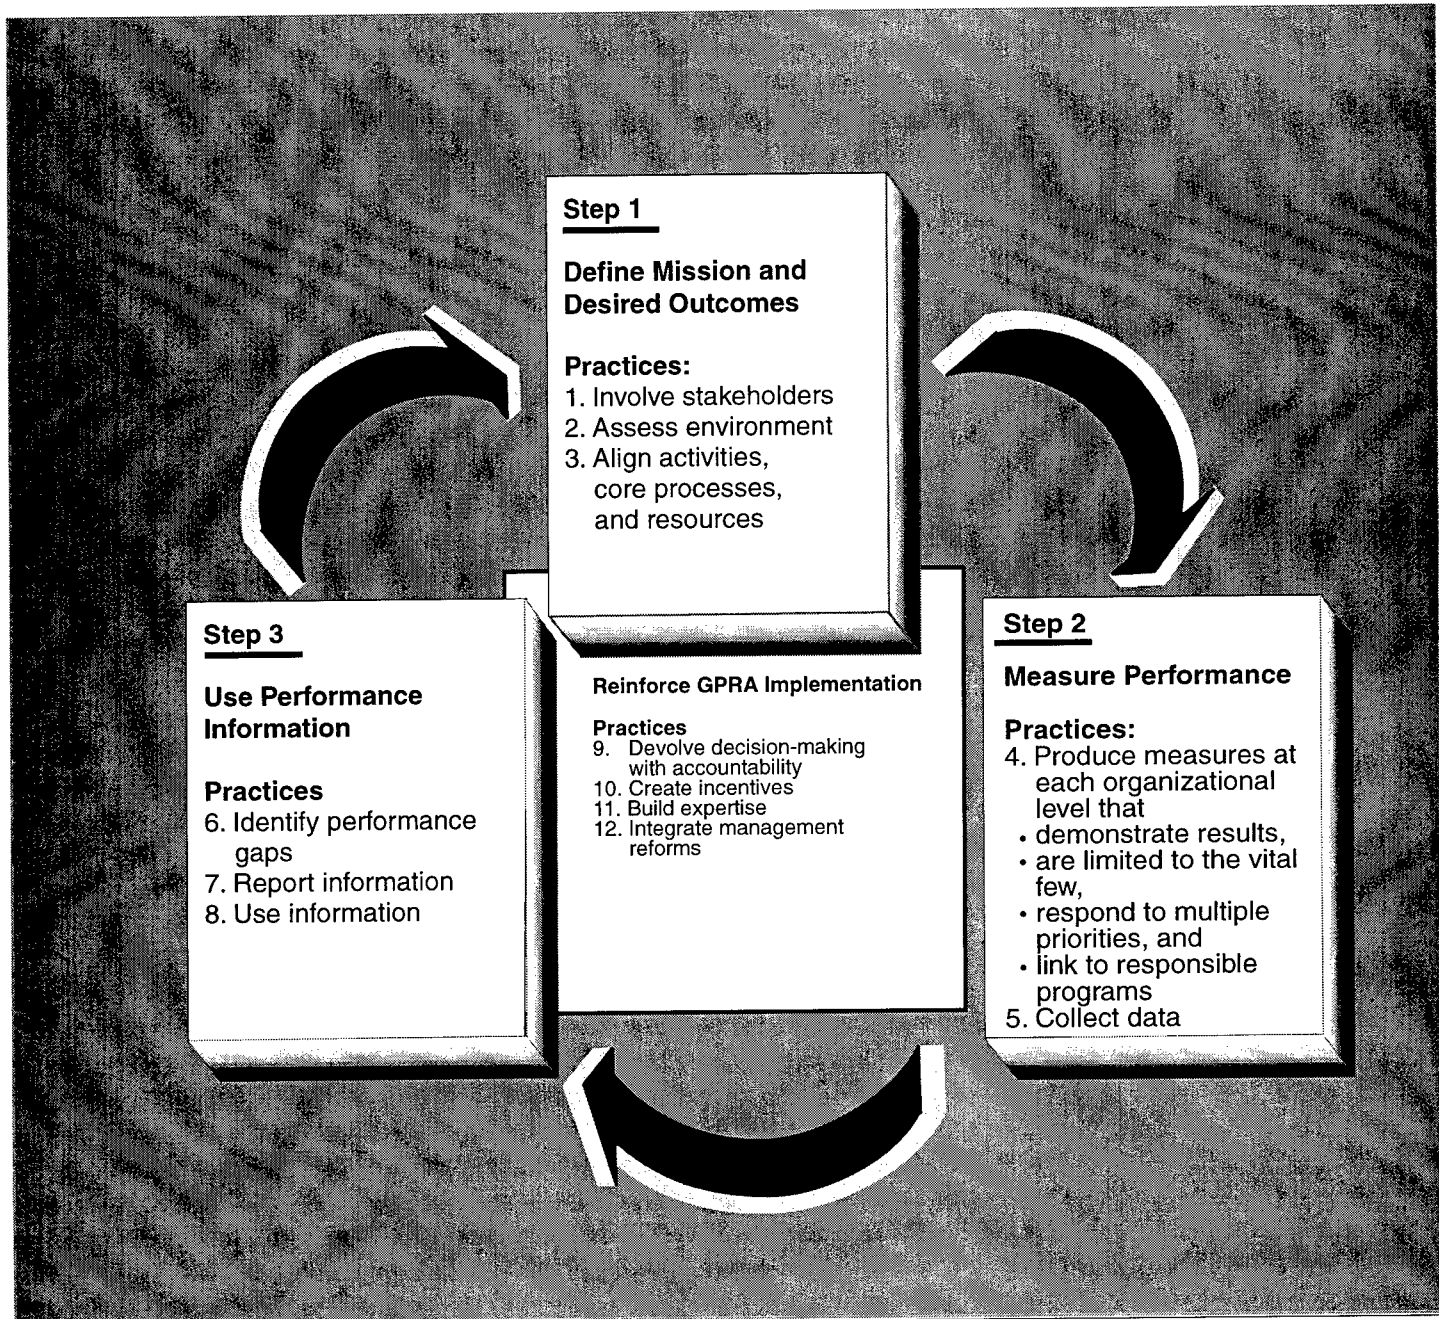 Step 1
Define Mission and
Desired Outcomes
Practices:
1. Involve stakeholders
2. Assess environment
3. Align activities,
core processes,
and resources
Step 2
Measure Performance
Practices:
4. Produce measures at
each organizational
level that
• demonstrate results,
• are limited to the vital
few,
• respond to multiple
priorities, and
• link to responsible
programs
5. Collect data
Step 3
Use Performance
Information
Practices
6. Identify performance
gaps
7. Report information
8. Use information
Reinforce GPRA Implementation
Practices
9. Devolve decision-making
with accountability
10. Create incentives
11. Build expertise
12. Integrate management
reforms